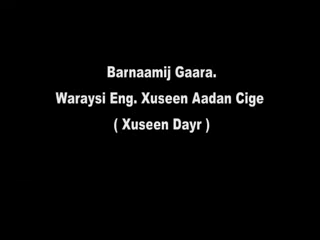 Barnaamij Gaara.
Waraysi Eng. Xuseen Aadan Cige
( Xuseen Dayr )